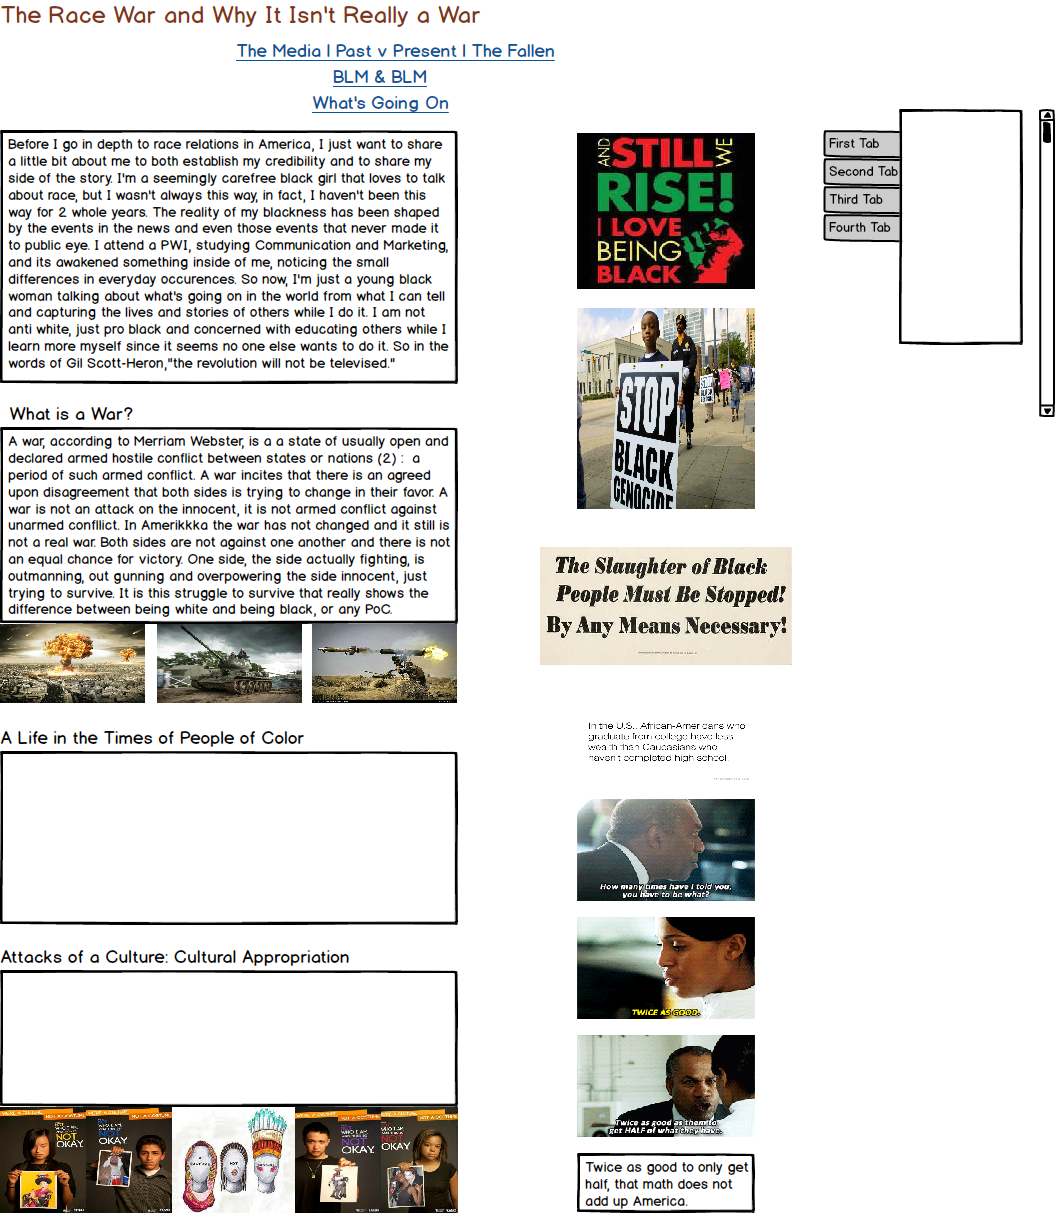 The Race War and Why It Isn't Really a War
The Media | Past v Present | The Fallen
BLM & BLM
What's Going On
Before I go in depth to race relations in America, I just want to share
a little bit about me to both establish my credibility and to share my
side of the story. I'm a seemingly carefree black girl that loves to talk
about race, but I wasn't always this way, in fact, I haven't been this
way for 2 whole years. The reality of my blackness has been shaped
by the events in the news and even those events that never made it
to public eye. I attend a PWI, studying Communication and Marketing,
and its awakened something inside of me, noticing the small
differences in everyday occurences. So now, I'm just a young black
woman talking about what's going on in the world from what I can tell
and capturing the lives and stories of others while I do it. I am not
anti white, just pro black and concerned with educating others while I
learn more myself since it seems no one else wants to do it. So in the
words of Gil Scott-Heron,"the revolution will not be televised."
What is a War?
A war, according to Merriam Webster, is a a state of usually open and
declared armed hostile conflict between states or nations (2) : a
period of such armed conflict. A war incites that there is an agreed
upon disagreement that both sides is trying to change in their favor. A
war is not an attack on the innocent, it is not armed conflict against
unarmed confllict. In Amerikkka the war has not changed and it still is
not a real war. Both sides are not against one another and there is not
an equal chance for victory. One side, the side actually fighting, is
outmanning, out gunning and overpowering the side innocent, just
trying to survive. It is this struggle to survive that really shows the
difference between being white and being black, or any PoC.
A Life in the Times of People of Color
Attacks of a Culture: Cultural Appropriation
NOT
OKAY.
NOT
OKAY.
NOT
OKAY.
NOT
OKAY.
AND STILL WE
RISE!
I LOVE
BEING
BLACK
STOP
BLACK
GENOCIDE
The Slaughter of Black
People Must Be Stopped!
By Any Means Necessary!
In the U.S., African-Americans who
graduate from college have less
wealth than Caucasians who
haven't completed high school.
How many times have I told you,
you have to be what?
TWICE AS GOOD.
Twice as good as them to
get HALF of what they have.
Twice as good to only get
half, that math does not
add up America.
First Tab
Second Tab
Third Tab
Fourth Tab